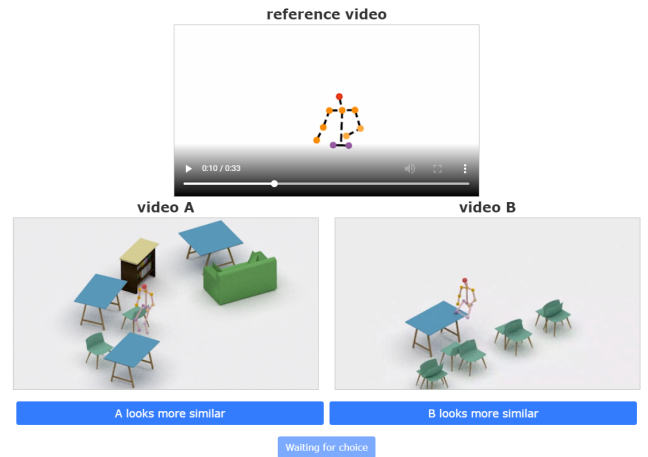 reference video
0:10 / 0:33
video A
video B
A looks more similar
B looks more similar
Waiting for choice